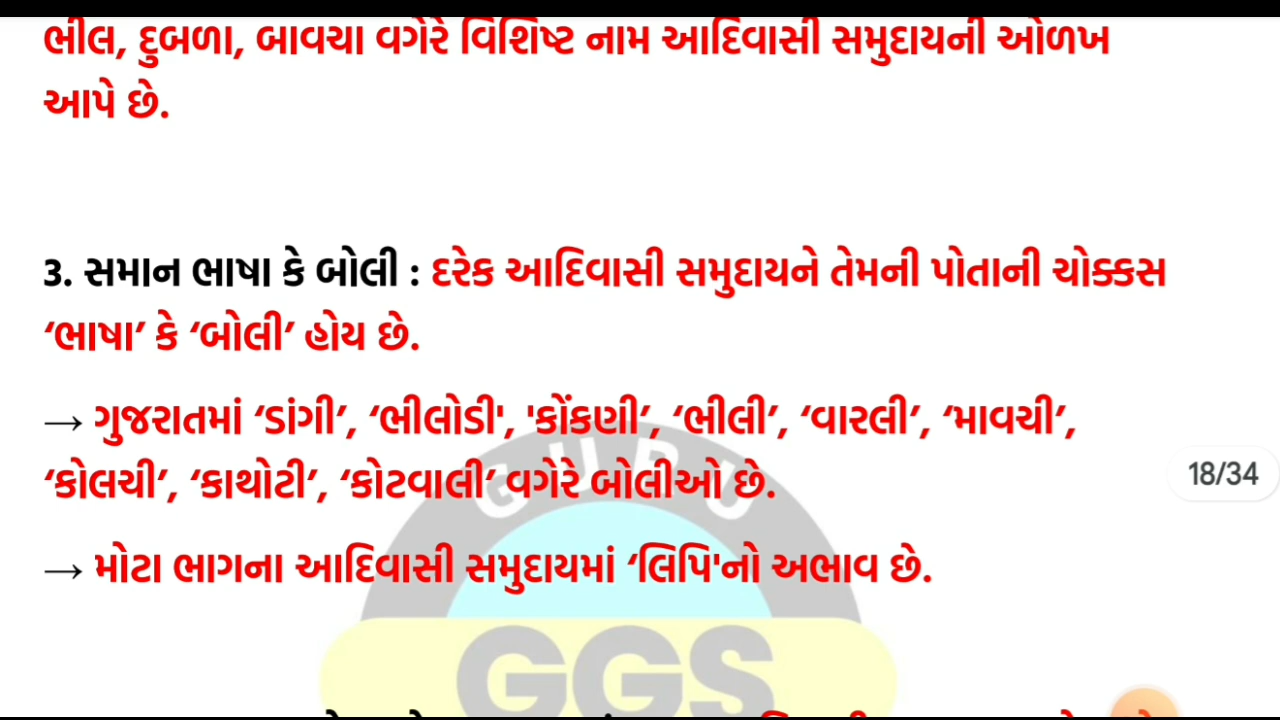 ભીલ, દુબળા, બાવચા વગેરે વિશિષ્ટ નામ આદિવાસી સમુદાયની ઓળખ
આપે છે.
3. સમાન ભાષા કે બોલી : દરેક આદિવાસી સમુદાયને તેમની પોતાની ચોક્કસ
‘ભાષા’ કે ‘બોલી’ હોય છે.
→ ગુજરાતમાં ‘ડાંગી’, ‘ભીલોડી', 'કોંકણી’, ‘ભીલી’, ‘વારલી’, ‘માવચી’,
‘કોલચી’, ‘કાથોટી’, ‘કોટવાલી’ વગેરે બોલીઓ છે.
18/34
→ મોટા ભાગના આદિવાસી સમુદાયમાં ‘લિપિ'નો અભાવ છે.
GURU
GGS